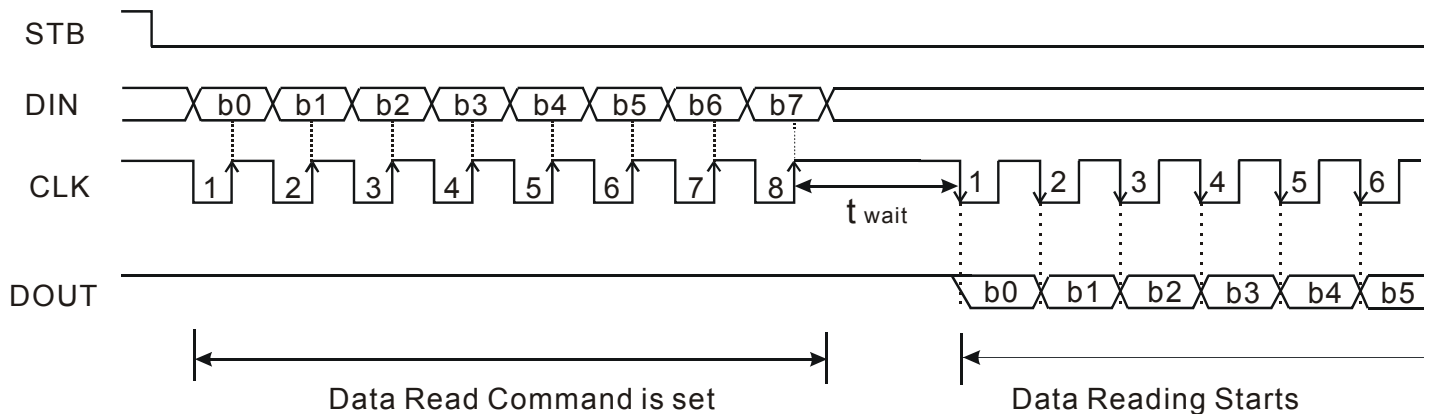 STB
DIN b0 b1 b2 b3 b4 b5 b6 b7
CLK 1 2 3 4 5 6 7 8 1 2 3 4 5 6
t wait
DOUT b0 b1 b2 b3 b4 b5
Data Read Command is set Data Reading Starts